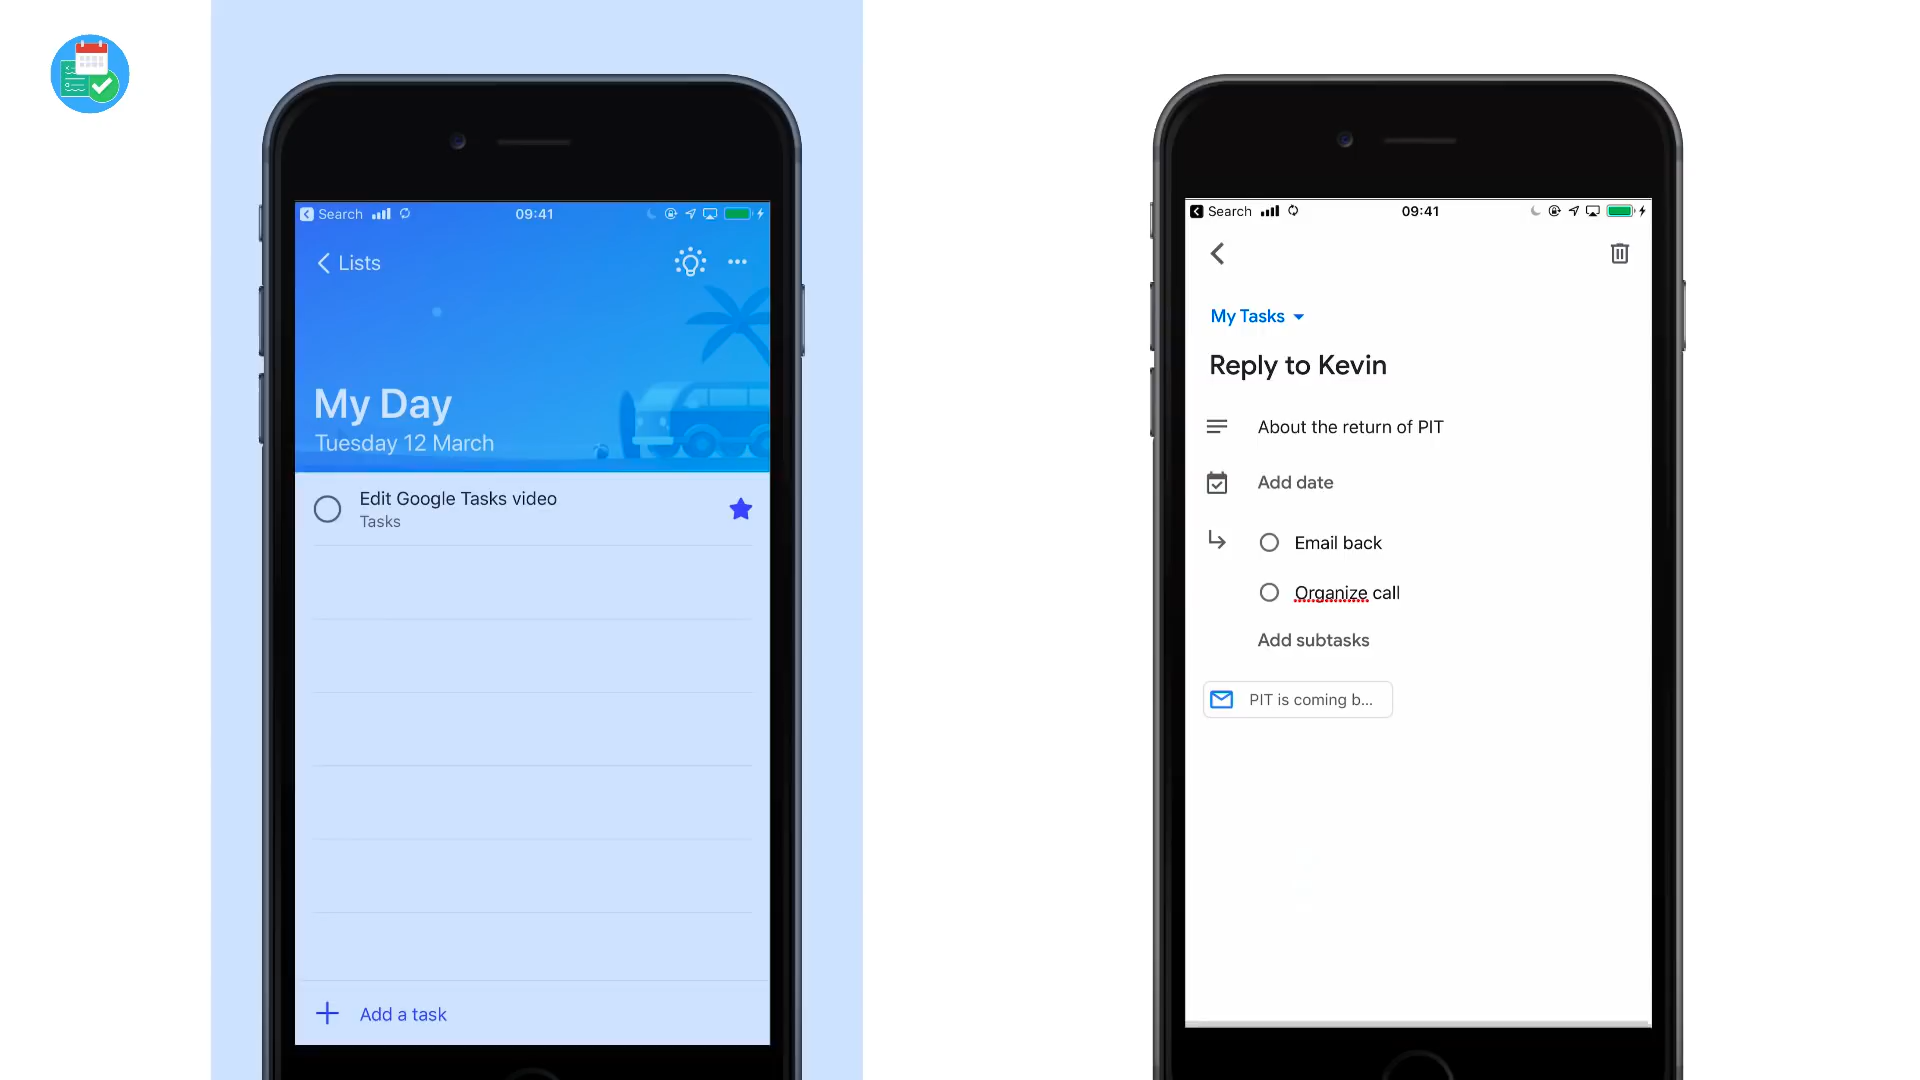 Search
09:41
Lists
My Day
Tuesday 12 March
Edit Google Tasks video
Tasks
Add a task
Search
09:41
My Tasks
Reply to Kevin
About the return of PIT
Add date
Email back
Organize call
Add subtasks
PIT is coming b...